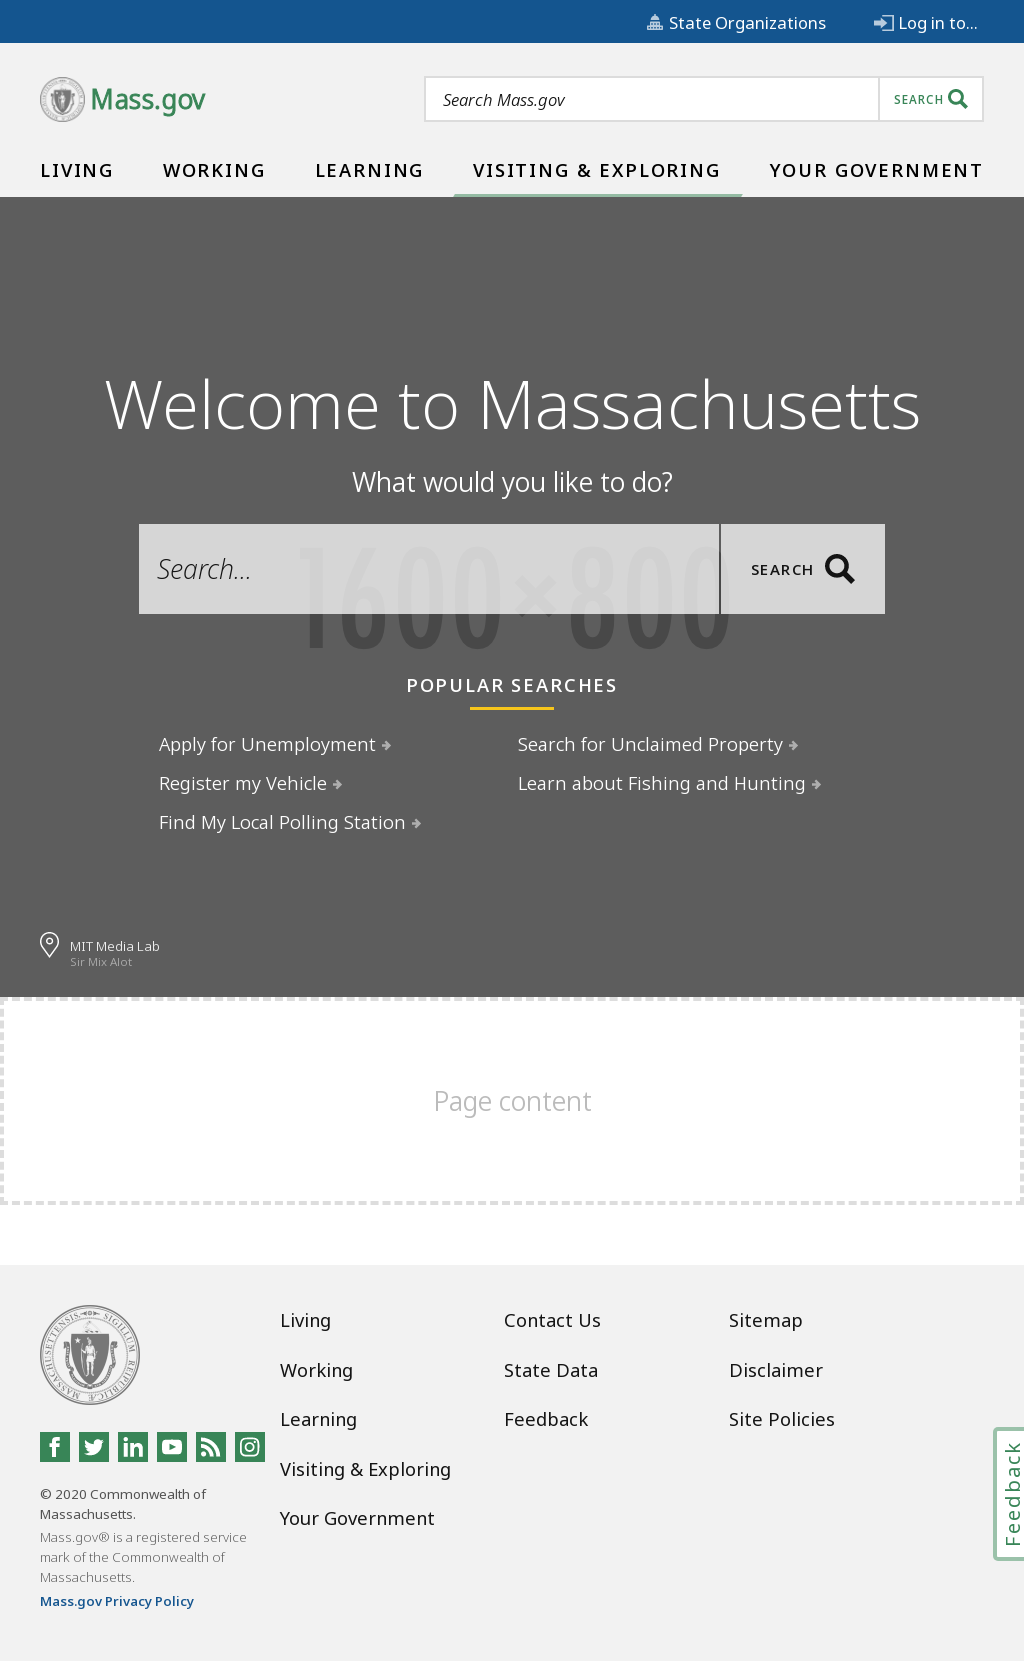 State Organizations
Log in to...
Mass.gov
Search Mass.gov
SEARCH
LIVING
WORKING
LEARNING
VISITING & EXPLORING
YOUR GOVERNMENT
Welcome to Massachusetts
What would you like to do?
Search...
SEARCH
1600×800
POPULAR SEARCHES
Apply for Unemployment
Search for Unclaimed Property
Register my Vehicle
Learn about Fishing and Hunting
Find My Local Polling Station
MIT Media Lab
Sir Mix Alot
Page content
Living
Working
Learning
Visiting & Exploring
Your Government
Contact Us
State Data
Feedback
Sitemap
Disclaimer
Site Policies
© 2020 Commonwealth of
Massachusetts.
Mass.gov® is a registered service
mark of the Commonwealth of
Massachusetts.
Mass.gov Privacy Policy
Feedback